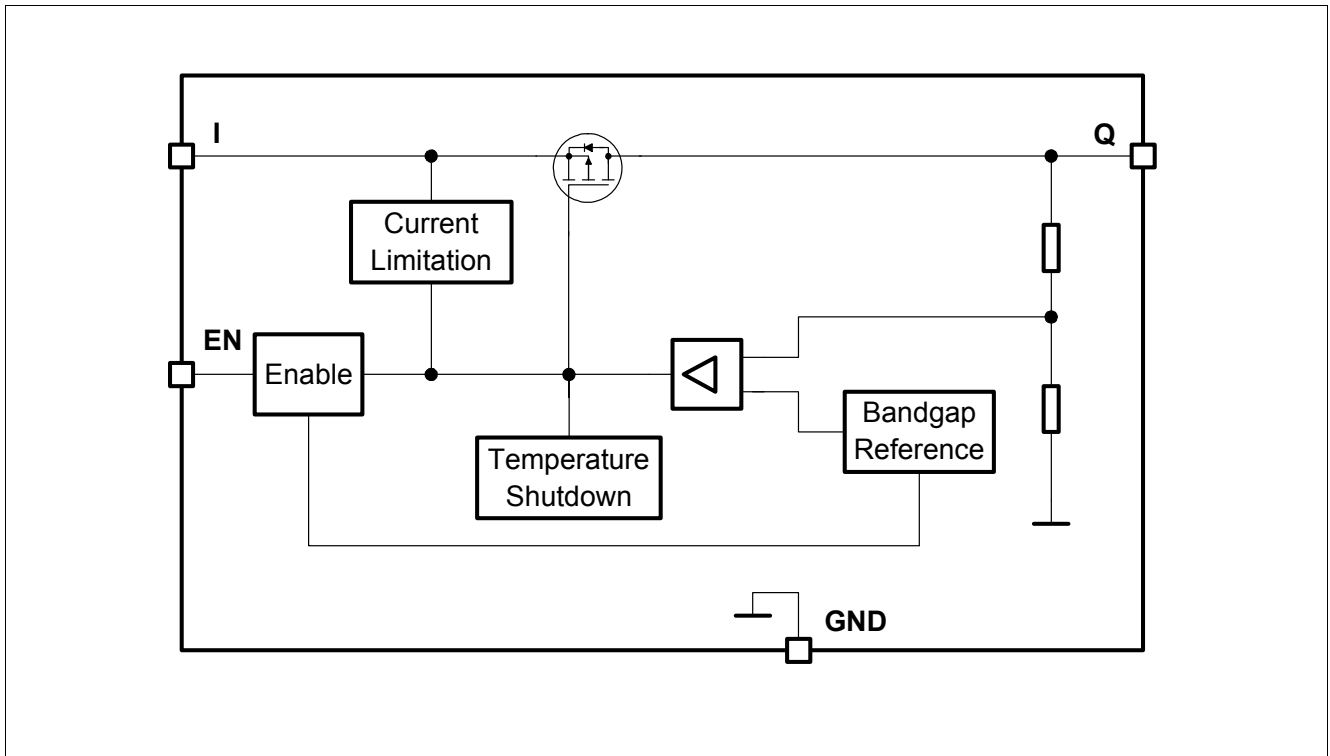 I
Q
Current
Limitation
EN
Enable
Bandgap
Reference
Temperature
Shutdown
GND